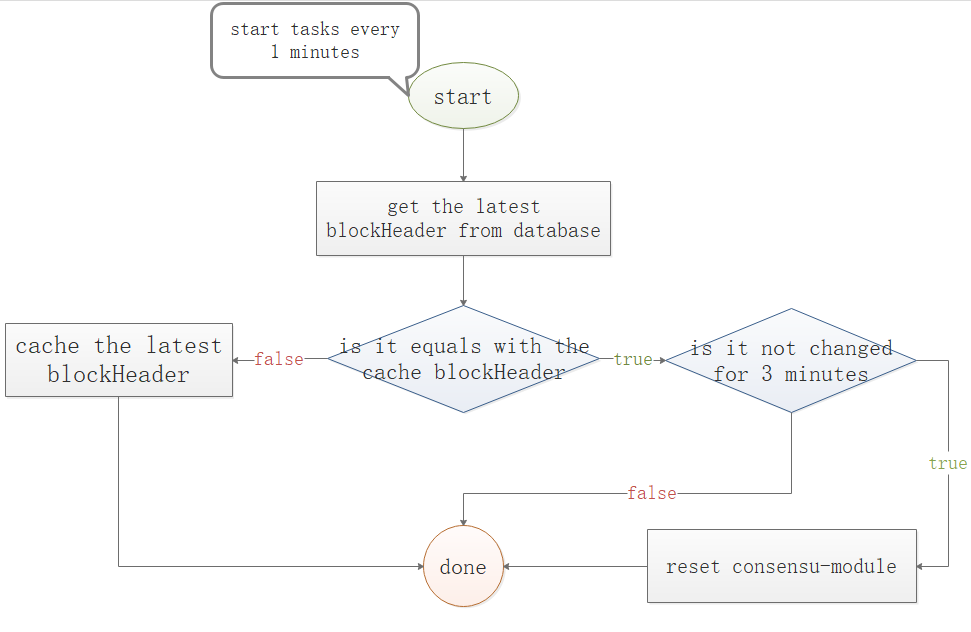 start tasks every
1 minutes
start
get the latest
blockHeader from database
is it equals with the
cache blockHeader
false
true
cache the latest
blockHeader
is it not changed
for 3 minutes
true
false
done
reset consensu-module